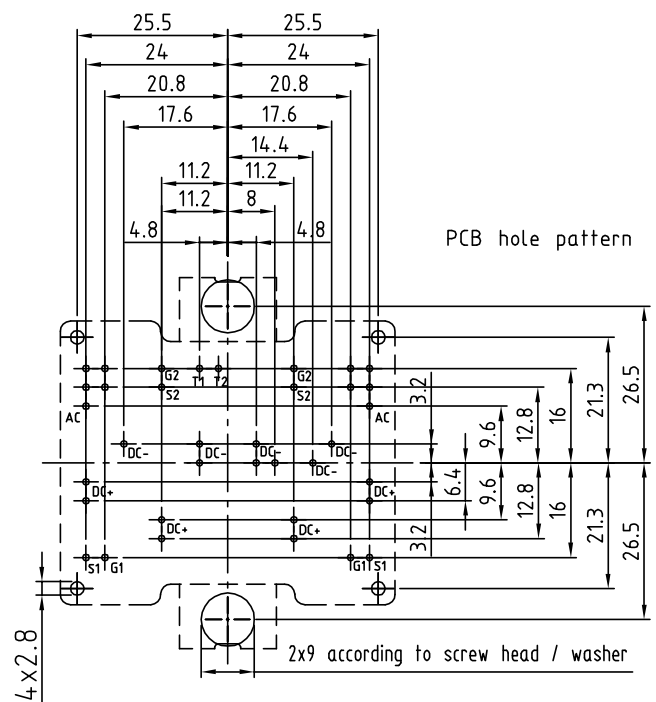 25.5 25.5
24 24
20.8 20.8
17.6 17.6
14.4
11.2 11.2
11.2 8
4.8 4.8
PCB hole pattern
G2 T1 T2 G2
S2 S2
AC AC
3.2
9.6
12.8
16
21.3
26.5
DC- DC- DC- DC-
DC-
DC+ DC+
DC+ DC+
6.4
3.2
9.6
12.8
16
21.3
26.5
S1 G1 G1 S1
4x2.8
2x9 according to screw head / washer